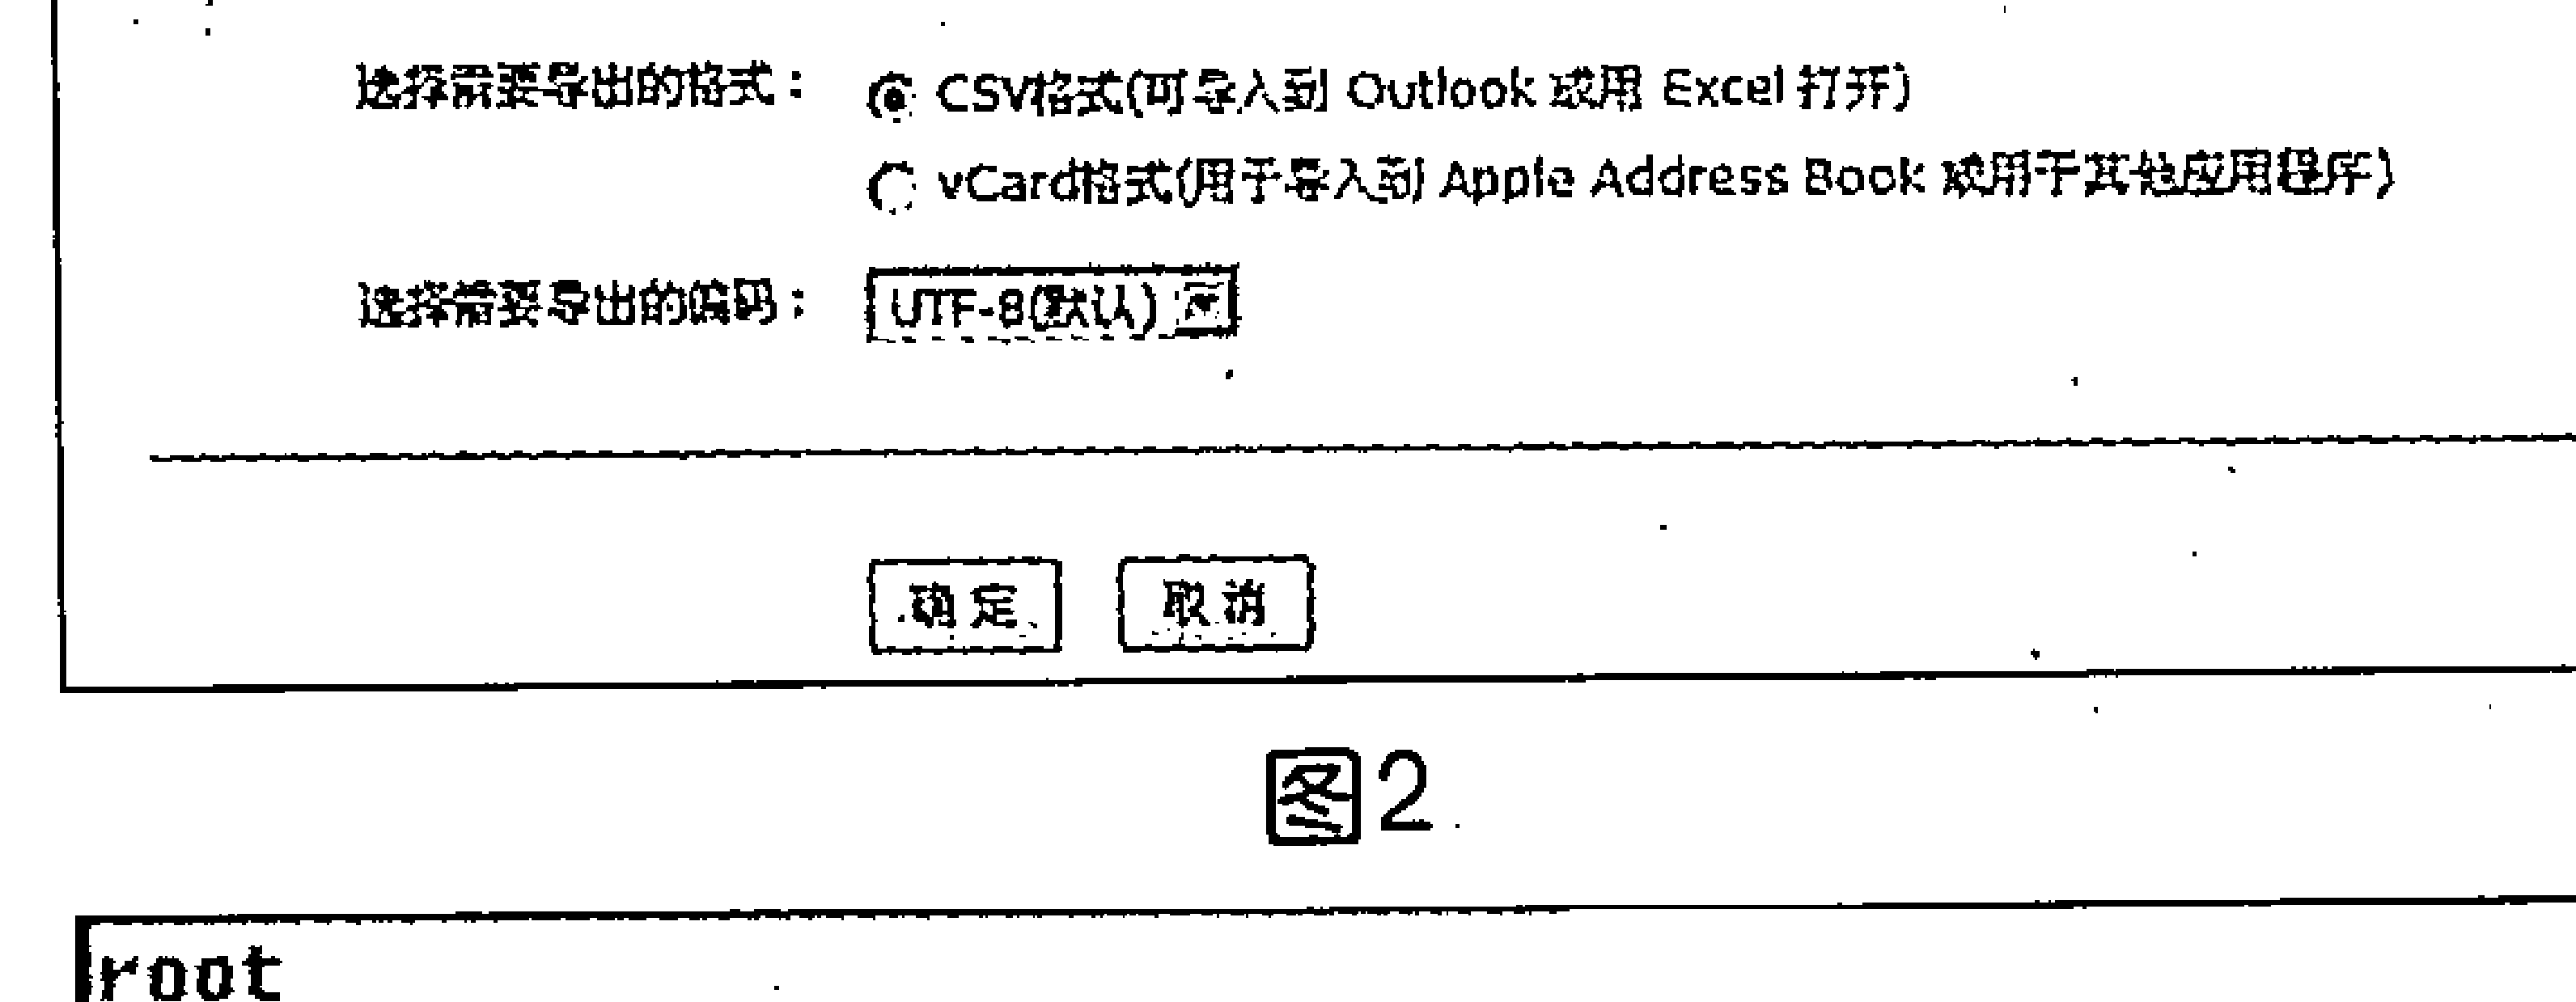 选择需要导出的格式： CSV格式(可导入到 Outlook 或用 Excel 打开)
vCard格式(用于导入到 Apple Address Book 或用于其他应用程序)
选择需要导出的编码： UTF-8(默认)
确定 取消
图2
root